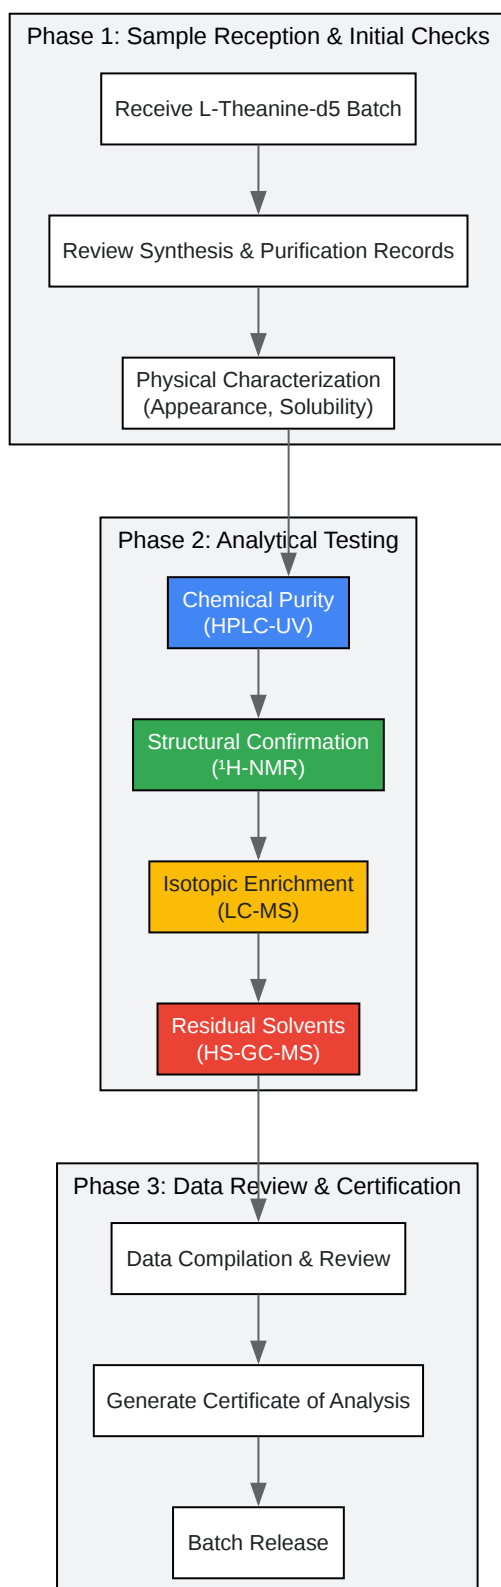 Phase 1: Sample Reception & Initial Checks
Receive L-Theanine-d5 Batch
Review Synthesis & Purification Records
Physical Characterization
(Appearance, Solubility)
Phase 2: Analytical Testing
Chemical Purity
(HPLC-UV)
Structural Confirmation
(¹H-NMR)
Isotopic Enrichment
(LC-MS)
Residual Solvents
(HS-GC-MS)
Phase 3: Data Review & Certification
Data Compilation & Review
Generate Certificate of Analysis
Batch Release